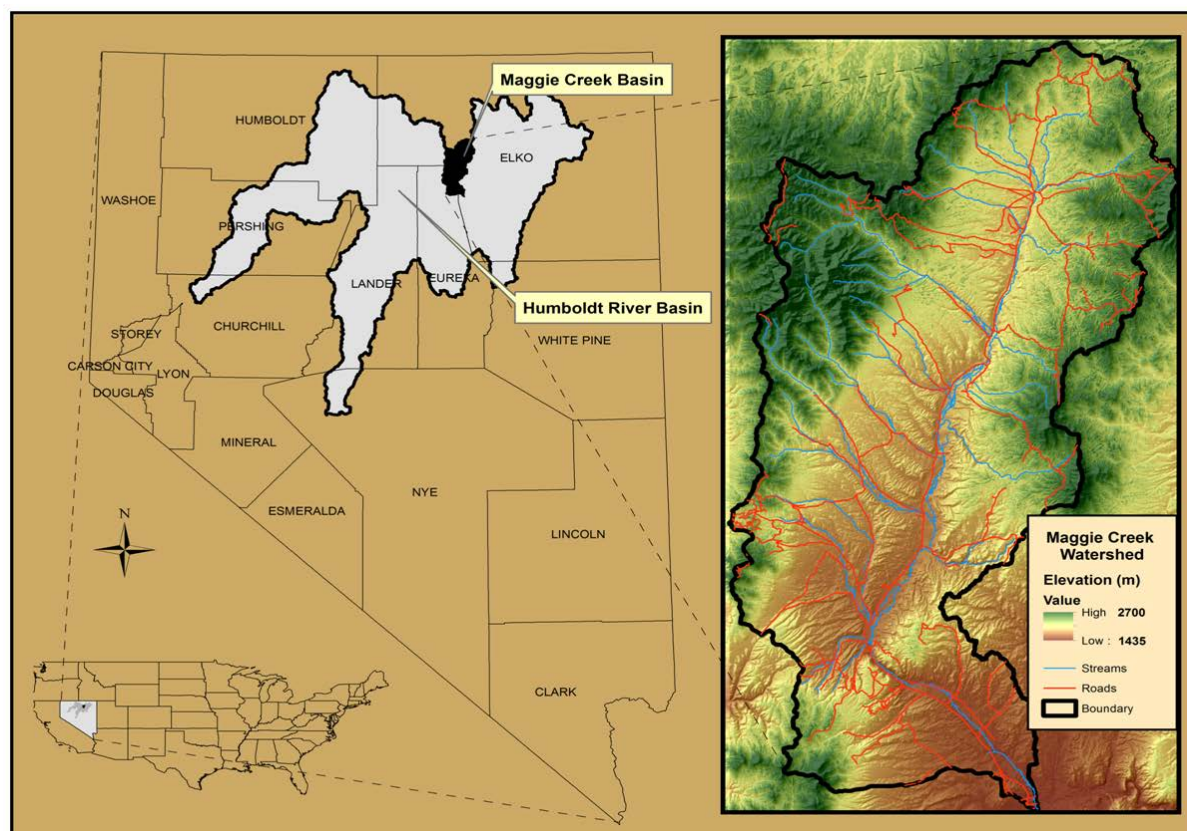 Maggie Creek Basin
HUMBOLDT
ELKO
WASHOE
PERSHING
LANDER
EUREKA
Humboldt River Basin
STOREY
CHURCHILL
WHITE PINE
CARSON CITY
LYON
DOUGLAS
MINERAL
NYE
ESMERALDA
LINCOLN
N
CLARK
Maggie Creek
Watershed
Elevation (m)
Value
High 2700
Low : 1435
Streams
Roads
Boundary